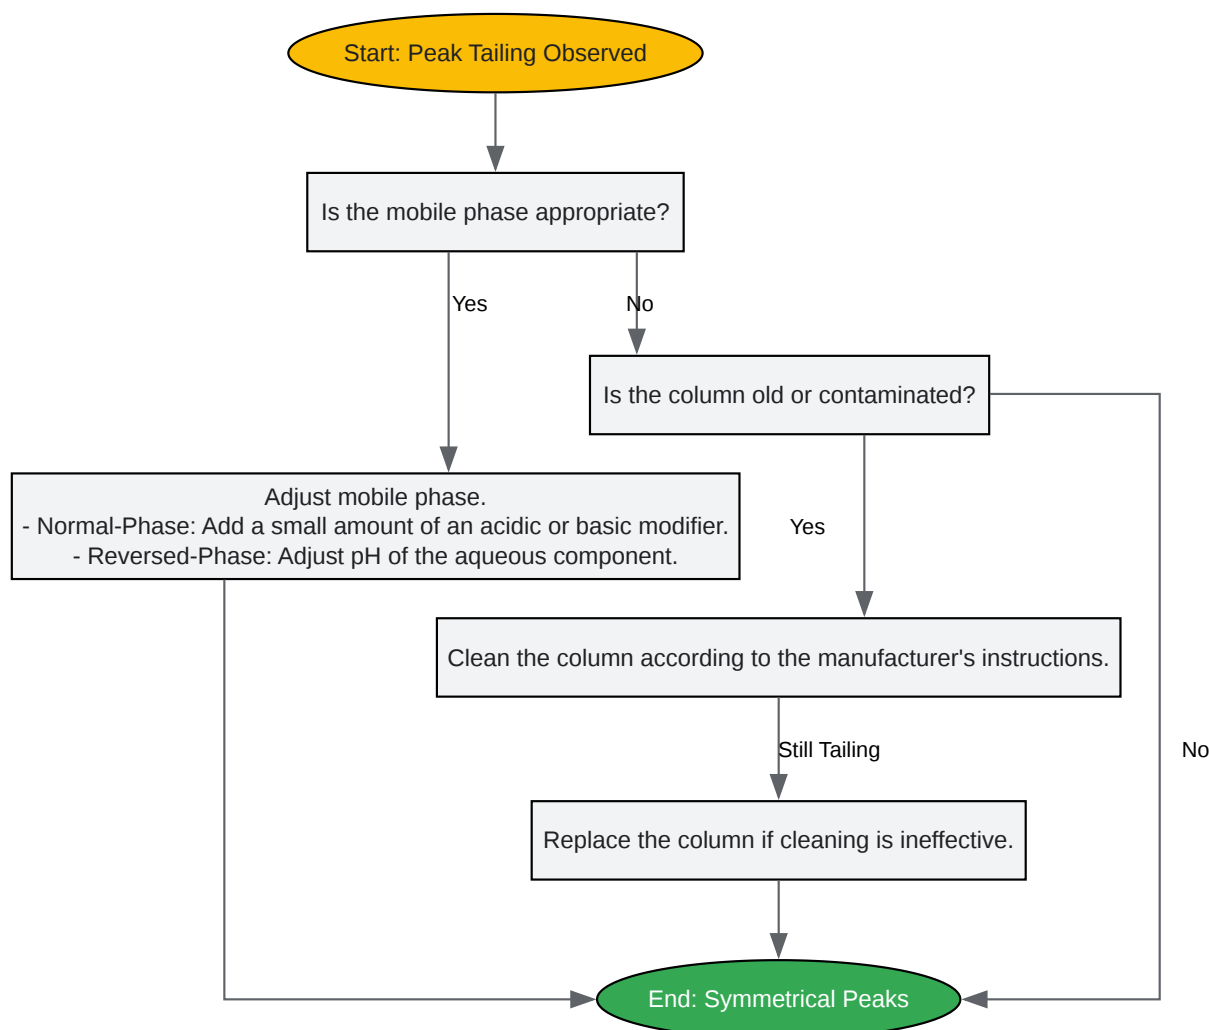 Start: Peak Tailing Observed
Is the mobile phase appropriate?
Yes
No
Is the column old or contaminated?
Adjust mobile phase.
- Normal-Phase: Add a small amount of an acidic or basic modifier.
- Reversed-Phase: Adjust pH of the aqueous component.
Yes
Clean the column according to the manufacturer's instructions.
Still Tailing
No
Replace the column if cleaning is ineffective.
End: Symmetrical Peaks